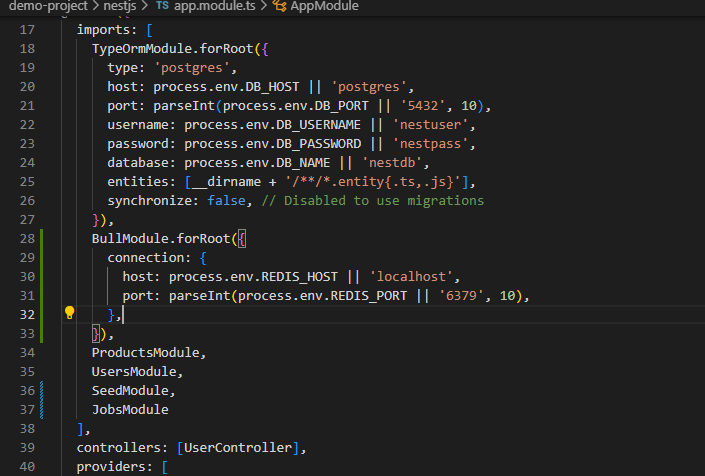 demo-project > nestjs > TS app.module.ts > AppModule
17 imports: [
18 TypeOrmModule.forRoot({
19 type: 'postgres',
20 host: process.env.DB_HOST || 'postgres',
21 port: parseInt(process.env.DB_PORT || '5432', 10),
22 username: process.env.DB_USERNAME || 'nestuser',
23 password: process.env.DB_PASSWORD || 'nestpass',
24 database: process.env.DB_NAME || 'nestdb',
25 entities: [__dirname + '/**/*.entity{.ts,.js}'],
26 synchronize: false, // Disabled to use migrations
27 }),
28 BullModule.forRoot({
29 connection: {
30 host: process.env.REDIS_HOST || 'localhost',
31 port: parseInt(process.env.REDIS_PORT || '6379', 10),
32 },
33 }),
34 ProductsModule,
35 UsersModule,
36 SeedModule,
37 JobsModule
38 ],
39 controllers: [UserController],
40 providers: [